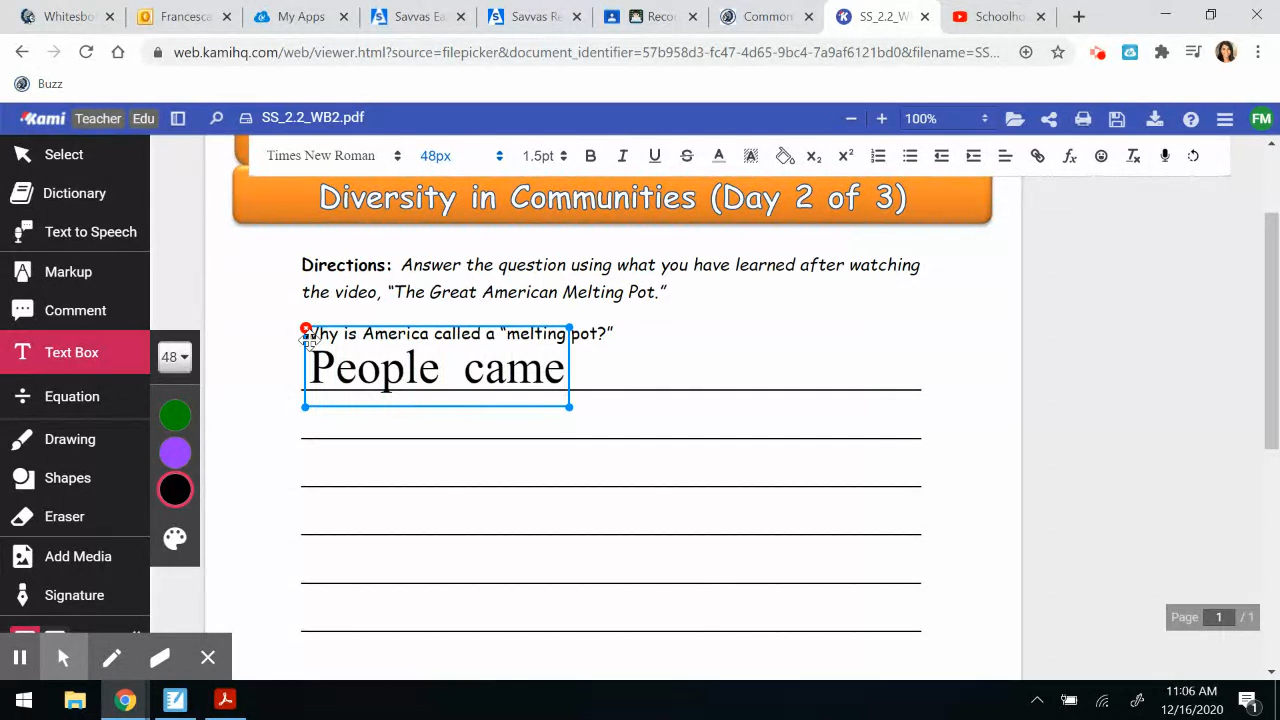 Whitesbo
Francesca
My Apps
Savvas Ea
Savvas Re
Reco
Common
SS_2.2_W
Schoolho
web.kamihq.com/web/viewer.html?source=filepicker&document_identifier=57b958d3-fc47-4d65-9bc4-7a9af6121bd0&filename=SS...
Buzz
Kami Teacher Edu SS_2.2_WB2.pdf 100% FM
Times New Roman 48px 1.5pt B I U S A A x₂ x² fx
Select
Dictionary
Text to Speech
Markup
Comment
Text Box 48
Equation
Drawing
Shapes
Eraser
Add Media
Signature
Diversity in Communities (Day 2 of 3)
Directions: Answer the question using what you have learned after watching
the video, “The Great American Melting Pot.”
Why is America called a “melting pot?”
People came
Page 1 / 1
11:06 AM
12/16/2020
1